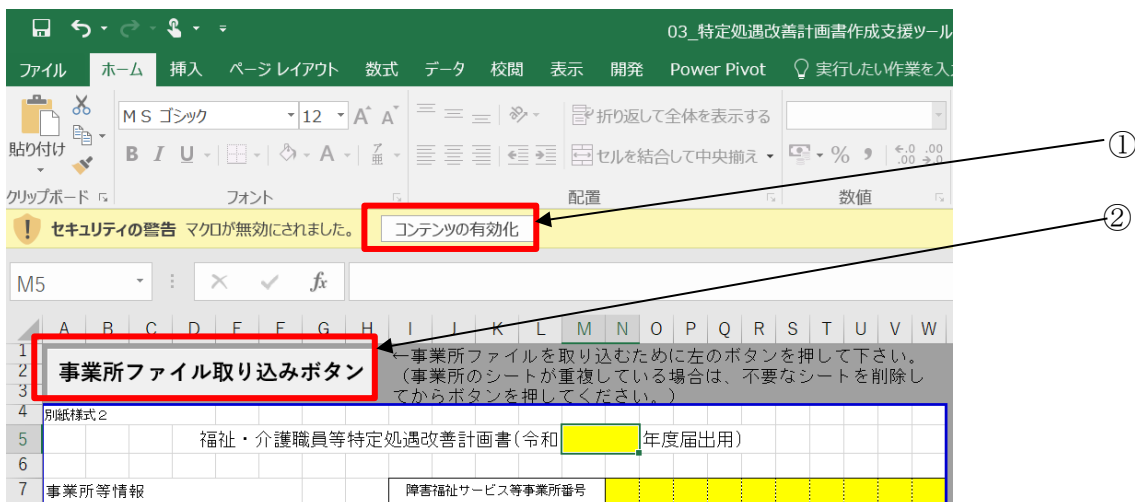 03_特定処遇改善計画書作成支援ツール
ファイル ホーム 挿入 ページ レイアウト 数式 データ 校閲 表示 開発 Power Pivot 実行したい作業を入
貼り付け
MS ゴシック 12 A A 折り返して全体を表示する
B I U A セルを結合して中央揃え % .0 .00 .00 .0
クリップボード フォント 配置 数値
①
セキュリティの警告 マクロが無効にされました。 コンテンツの有効化
②
M5 fx
A B C D E F G H I J K L M N O P Q R S T U V W
1
2
3
事業所ファイル取り込みボタン
←事業所ファイルを取り込むために左のボタンを押して下さい。
(事業所のシートが重複している場合は、不要なシートを削除し
てからボタンを押してください。)
4 別紙様式2
5 福祉・介護職員等特定処遇改善計画書(令和 年度届出用)
6
7 事業所等情報 障害福祉サービス等事業所番号